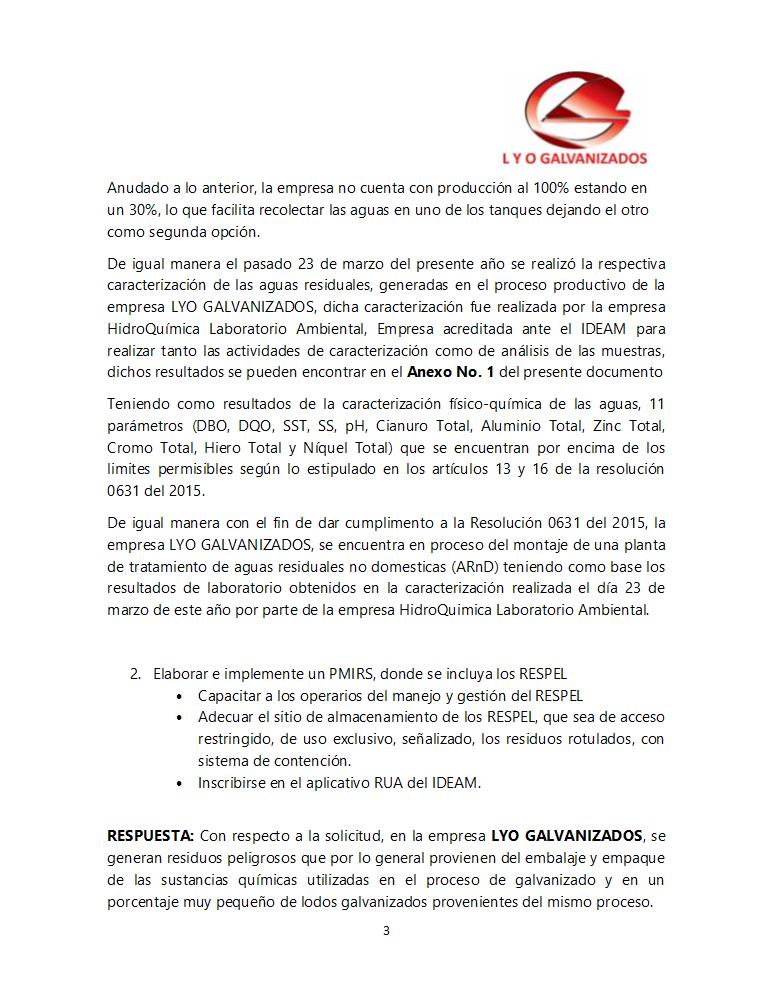 L Y O GALVANIZADOS
Anudado a lo anterior, la empresa no cuenta con producción al 100% estando en
un 30%, lo que facilita recolectar las aguas en uno de los tanques dejando el otro
como segunda opción.
De igual manera el pasado 23 de marzo del presente año se realizó la respectiva
caracterización de las aguas residuales, generadas en el proceso productivo de la
empresa LYO GALVANIZADOS, dicha caracterización fue realizada por la empresa
HidroQuímica Laboratorio Ambiental, Empresa acreditada ante el IDEAM para
realizar tanto las actividades de caracterización como de análisis de las muestras,
dichos resultados se pueden encontrar en el Anexo No. 1 del presente documento
Teniendo como resultados de la caracterización físico-química de las aguas, 11
parámetros (DBO, DQO, SST, SS, pH, Cianuro Total, Aluminio Total, Zinc Total,
Cromo Total, Hiero Total y Níquel Total) que se encuentran por encima de los
limites permisibles según lo estipulado en los artículos 13 y 16 de la resolución
0631 del 2015.
De igual manera con el fin de dar cumplimento a la Resolución 0631 del 2015, la
empresa LYO GALVANIZADOS, se encuentra en proceso del montaje de una planta
de tratamiento de aguas residuales no domesticas (ARnD) teniendo como base los
resultados de laboratorio obtenidos en la caracterización realizada el día 23 de
marzo de este año por parte de la empresa HidroQuimica Laboratorio Ambiental.
2. Elaborar e implemente un PMIRS, donde se incluya los RESPEL
• Capacitar a los operarios del manejo y gestión del RESPEL
• Adecuar el sitio de almacenamiento de los RESPEL, que sea de acceso
restringido, de uso exclusivo, señalizado, los residuos rotulados, con
sistema de contención.
• Inscribirse en el aplicativo RUA del IDEAM.
RESPUESTA: Con respecto a la solicitud, en la empresa LYO GALVANIZADOS, se
generan residuos peligrosos que por lo general provienen del embalaje y empaque
de las sustancias químicas utilizadas en el proceso de galvanizado y en un
porcentaje muy pequeño de lodos galvanizados provenientes del mismo proceso.
3